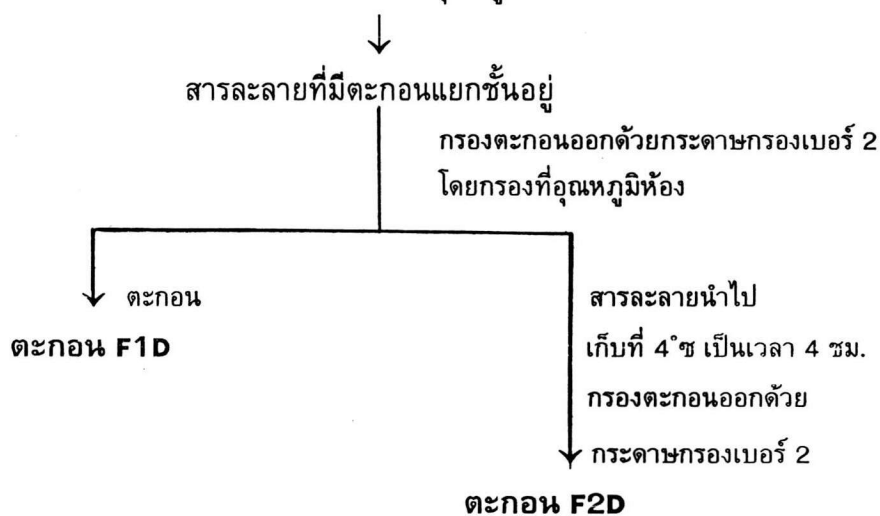 สารละลายที่มีตะกอนแยกชั้นอยู่
กรองตะกอนออกด้วยกระดาษกรองเบอร์ 2
โดยกรองที่อุณหภูมิห้อง
ตะกอน
ตะกอน F1D
สารละลายนำไป
เก็บที่ 4°ซ เป็นเวลา 4 ชม.
กรองตะกอนออกด้วย
กระดาษกรองเบอร์ 2
ตะกอน F2D